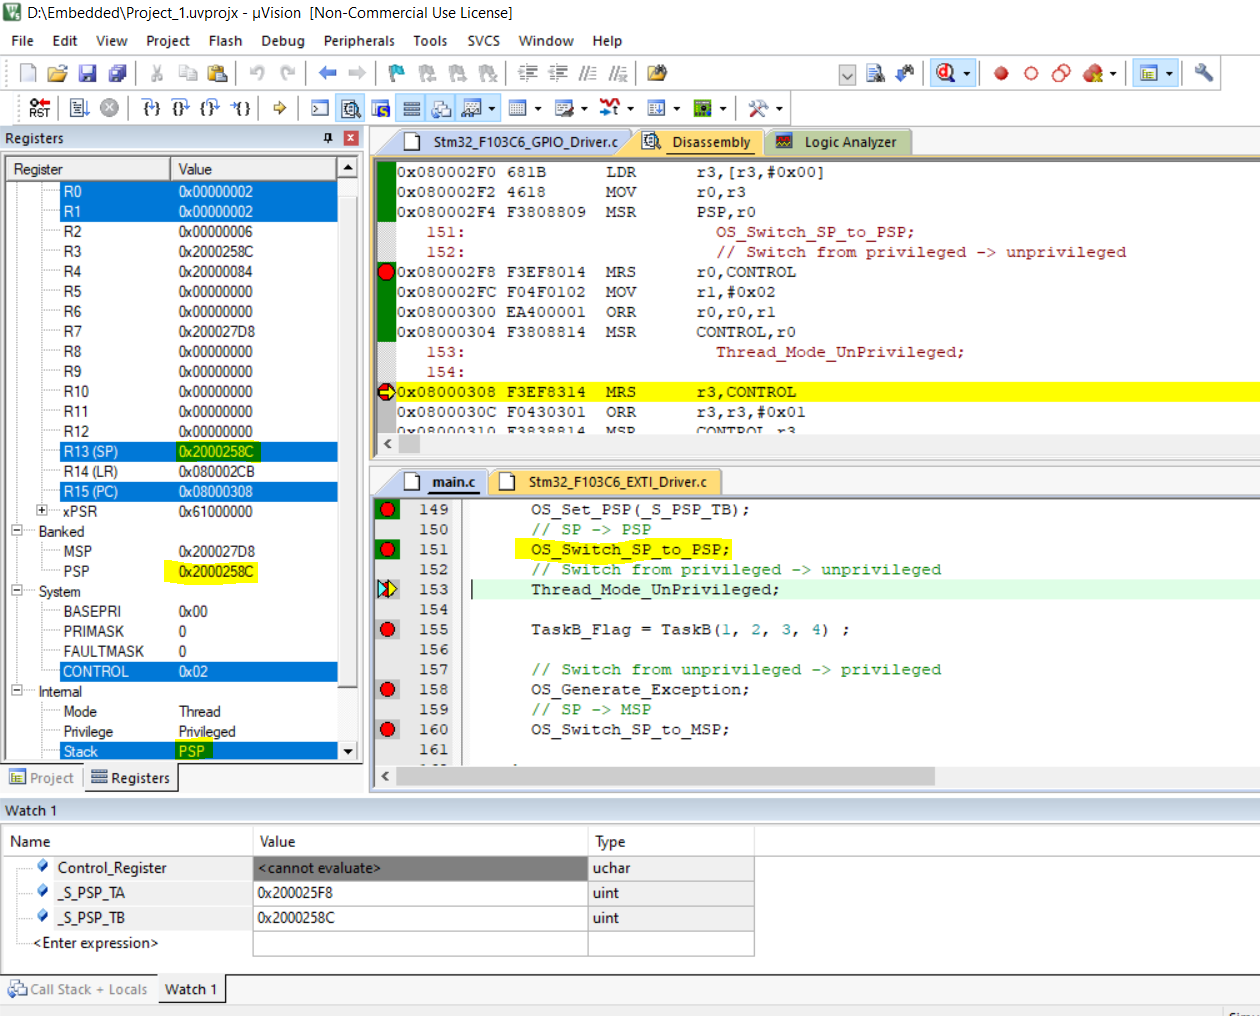 D:\Embedded\Project_1.uvprojx - µVision [Non-Commercial Use License]
File Edit View Project Flash Debug Peripherals Tools SVCS Window Help
RST
Registers
Register Value
R0 0x00000002
R1 0x00000002
R2 0x00000006
R3 0x2000258C
R4 0x20000084
R5 0x00000000
R6 0x00000000
R7 0x200027D8
R8 0x00000000
R9 0x00000000
R10 0x00000000
R11 0x00000000
R12 0x00000000
R13 (SP) 0x2000258C
R14 (LR) 0x080002CB
R15 (PC) 0x08000308
xPSR 0x61000000
Banked
MSP 0x200027D8
PSP 0x2000258C
System
BASEPRI 0x00
PRIMASK 0
FAULTMASK 0
CONTROL 0x02
Internal
Mode Thread
Privilege Privileged
Stack PSP
Project Registers
Stm32_F103C6_GPIO_Driver.c Disassembly Logic Analyzer
0x080002F0 681B LDR r3,[r3,#0x00]
0x080002F2 4618 MOV r0,r3
0x080002F4 F3808809 MSR PSP,r0
151: OS_Switch_SP_to_PSP;
152: // Switch from privileged -> unprivileged
0x080002F8 F3EF8014 MRS r0,CONTROL
0x080002FC F04F0102 MOV r1,#0x02
0x08000300 EA400001 ORR r0,r0,r1
0x08000304 F3808814 MSR CONTROL,r0
153: Thread_Mode_UnPrivileged;
154:
0x08000308 F3EF8314 MRS r3,CONTROL
0x0800030C F0430301 ORR r3,r3,#0x01
0x08000310 F3838814 MSR CONTROL,r3
main.c Stm32_F103C6_EXTI_Driver.c
149 OS_Set_PSP(_S_PSP_TB);
150 // SP -> PSP
151 OS_Switch_SP_to_PSP;
152 // Switch from privileged -> unprivileged
153 Thread_Mode_UnPrivileged;
154
155 TaskB_Flag = TaskB(1, 2, 3, 4) ;
156
157 // Switch from unprivileged -> privileged
158 OS_Generate_Exception;
159 // SP -> MSP
160 OS_Switch_SP_to_MSP;
161
Watch 1
Name Value Type
Control_Register <cannot evaluate> uchar
_S_PSP_TA 0x200025F8 uint
_S_PSP_TB 0x2000258C uint
<Enter expression>
Call Stack + Locals Watch 1